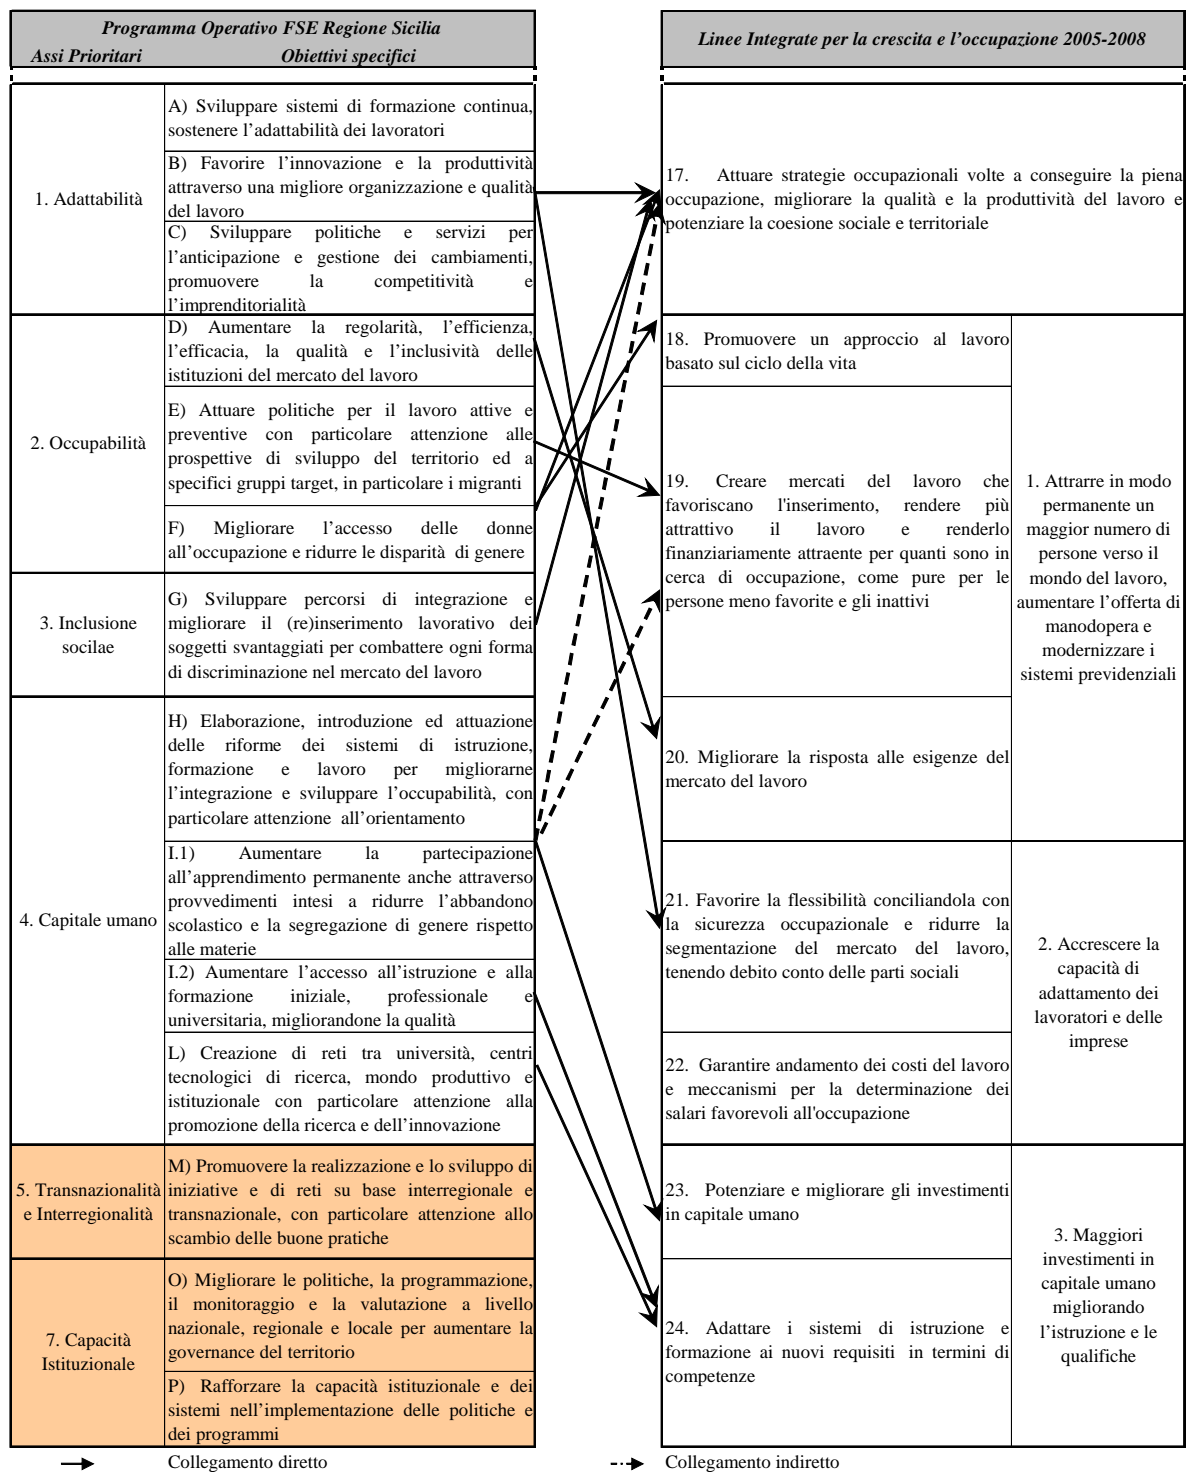 Programma Operativo FSE Regione Sicilia
Assi Prioritari Obiettivi specifici
1. Adattabilità
A) Sviluppare sistemi di formazione continua,
sostenere l’adattabilità dei lavoratori
B) Favorire l’innovazione e la produttività
attraverso una migliore organizzazione e qualità
del lavoro
C) Sviluppare politiche e servizi per
l’anticipazione e gestione dei cambiamenti,
promuovere la competitività e
l’imprenditorialità
2. Occupabilità
D) Aumentare la regolarità, l’efficienza,
l’efficacia, la qualità e l’inclusività delle
istituzioni del mercato del lavoro
E) Attuare politiche per il lavoro attive e
preventive con particolare attenzione alle
prospettive di sviluppo del territorio ed a
specifici gruppi target, in particolare i migranti
F) Migliorare l’accesso delle donne
all’occupazione e ridurre le disparità di genere
3. Inclusione
socilae
G) Sviluppare percorsi di integrazione e
migliorare il (re)inserimento lavorativo dei
soggetti svantaggiati per combattere ogni forma
di discriminazione nel mercato del lavoro
4. Capitale umano
H) Elaborazione, introduzione ed attuazione
delle riforme dei sistemi di istruzione,
formazione e lavoro per migliorarne
l’integrazione e sviluppare l’occupabilità, con
particolare attenzione all’orientamento
I.1) Aumentare la partecipazione
all’apprendimento permanente anche attraverso
provvedimenti intesi a ridurre l’abbandono
scolastico e la segregazione di genere rispetto
alle materie
I.2) Aumentare l’accesso all’istruzione e alla
formazione iniziale, professionale e
universitaria, migliorandone la qualità
L) Creazione di reti tra università, centri
tecnologici di ricerca, mondo produttivo e
istituzionale con particolare attenzione alla
promozione della ricerca e dell’innovazione
5. Transnazionalità
e Interregionalità
M) Promuovere la realizzazione e lo sviluppo di
iniziative e di reti su base interregionale e
transnazionale, con particolare attenzione allo
scambio delle buone pratiche
7. Capacità
Istituzionale
O) Migliorare le politiche, la programmazione,
il monitoraggio e la valutazione a livello
nazionale, regionale e locale per aumentare la
governance del territorio
P) Rafforzare la capacità istituzionale e dei
sistemi nell’implementazione delle politiche e
dei programmi
Linee Integrate per la crescita e l’occupazione 2005-2008
17. Attuare strategie occupazionali volte a conseguire la piena
occupazione, migliorare la qualità e la produttività del lavoro e
potenziare la coesione sociale e territoriale
18. Promuovere un approccio al lavoro
basato sul ciclo della vita
19. Creare mercati del lavoro che
favoriscano l'inserimento, rendere più
attrattivo il lavoro e renderlo
finanziariamente attraente per quanti sono in
cerca di occupazione, come pure per le
persone meno favorite e gli inattivi
20. Migliorare la risposta alle esigenze del
mercato del lavoro
1. Attrarre in modo
permanente un
maggior numero di
persone verso il
mondo del lavoro,
aumentare l’offerta di
manodopera e
modernizzare i
sistemi previdenziali
21. Favorire la flessibilità conciliandola con
la sicurezza occupazionale e ridurre la
segmentazione del mercato del lavoro,
tenendo debito conto delle parti sociali
22. Garantire andamento dei costi del lavoro
e meccanismi per la determinazione dei
salari favorevoli all'occupazione
2. Accrescere la
capacità di
adattamento dei
lavoratori e delle
imprese
23. Potenziare e migliorare gli investimenti
in capitale umano
24. Adattare i sistemi di istruzione e
formazione ai nuovi requisiti in termini di
competenze
3. Maggiori
investimenti in
capitale umano
migliorando
l’istruzione e le
qualifiche
Collegamento diretto
Collegamento indiretto